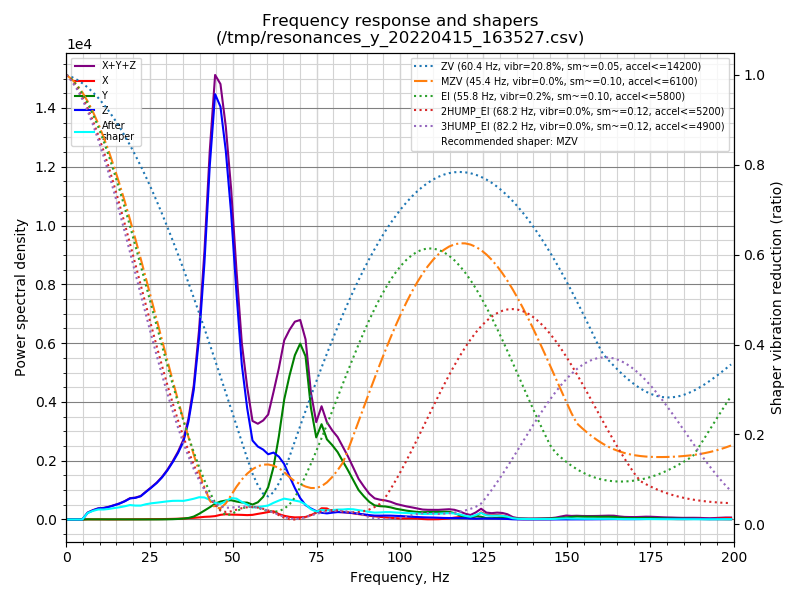 Frequency response and shapers
(/tmp/resonances_y_20220415_163527.csv)
1e4
X+Y+Z
X
Y
Z
After
shaper
ZV (60.4 Hz, vibr=20.8%, sm~=0.05, accel<=14200)
MZV (45.4 Hz, vibr=0.0%, sm~=0.10, accel<=6100)
EI (55.8 Hz, vibr=0.2%, sm~=0.10, accel<=5800)
2HUMP_EI (68.2 Hz, vibr=0.0%, sm~=0.12, accel<=5200)
3HUMP_EI (82.2 Hz, vibr=0.0%, sm~=0.12, accel<=4900)
Recommended shaper: MZV
Power spectral density
1.4
1.2
1.0
0.8
0.6
0.4
0.2
0.0
1.0
0.8
0.6
0.4
0.2
0.0
Shaper vibration reduction (ratio)
0 25 50 75 100 125 150 175 200
Frequency, Hz